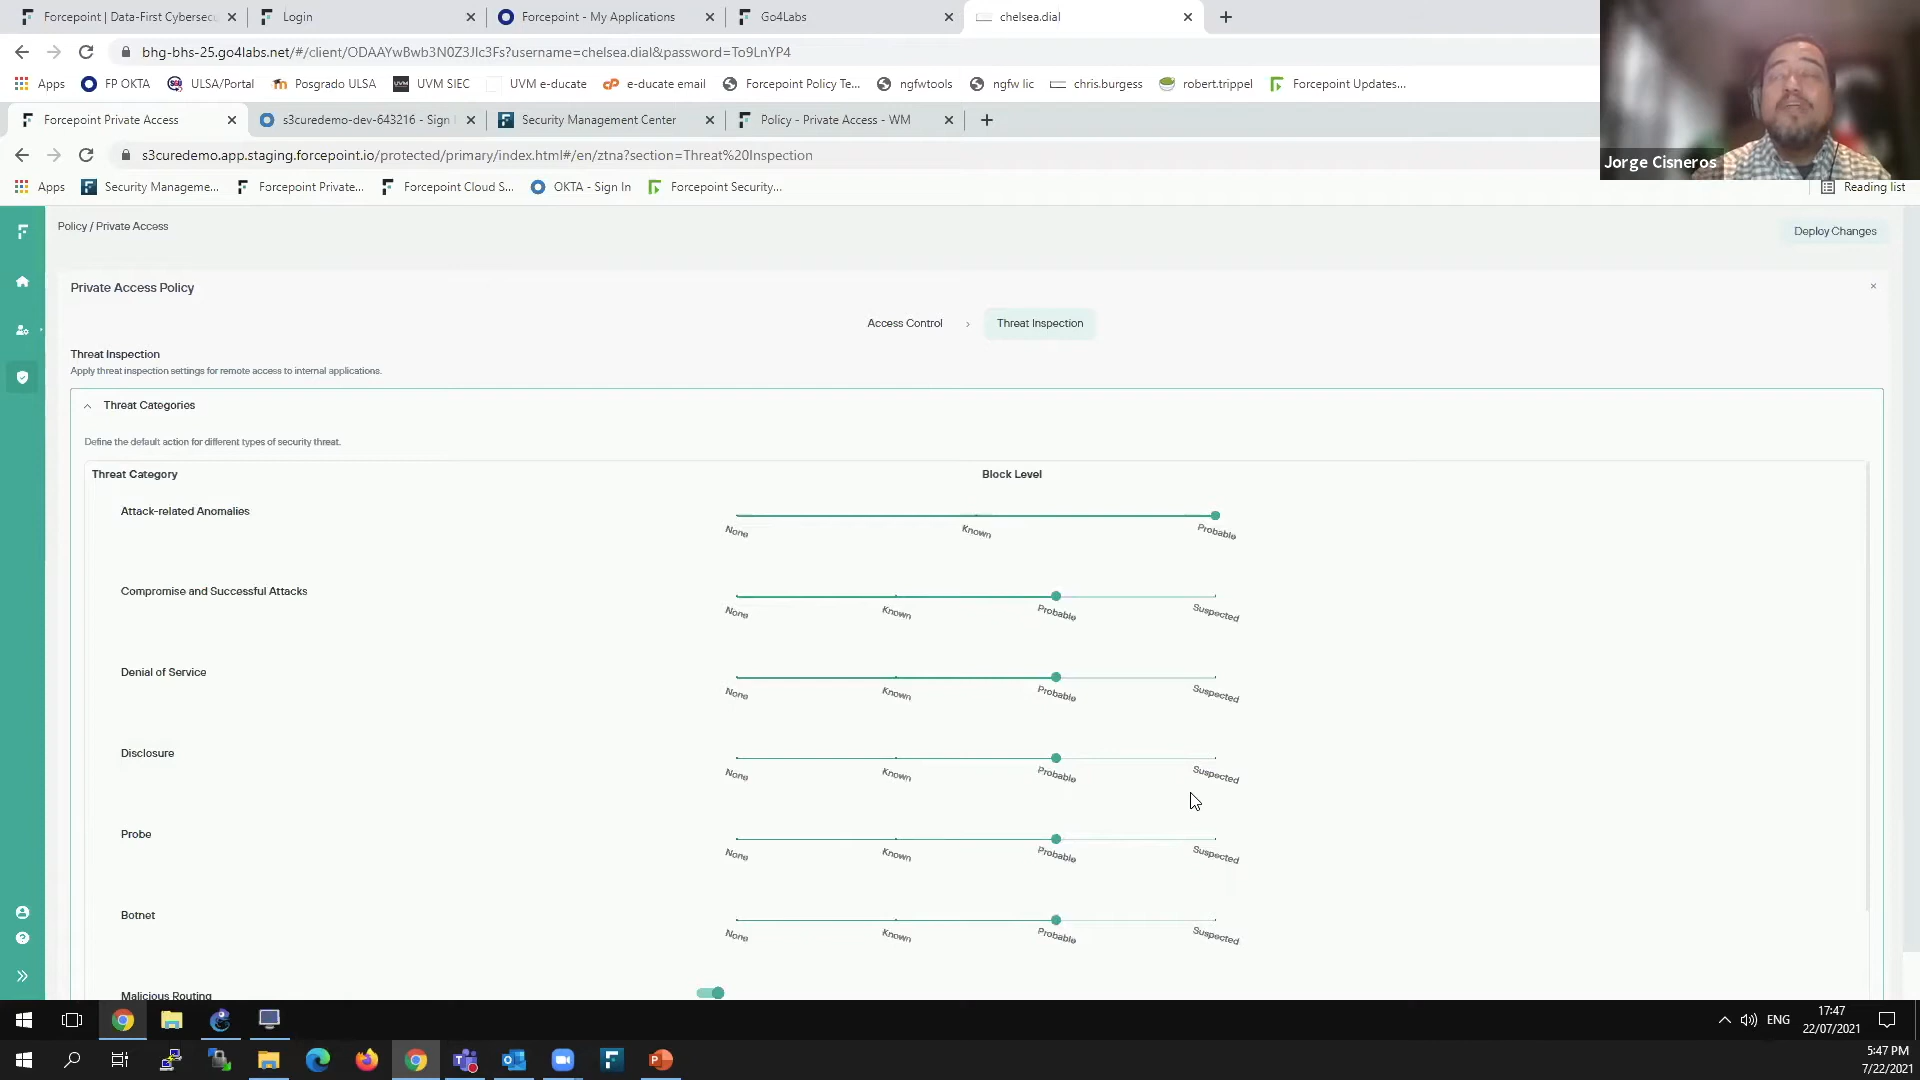 Forcepoint | Data-First Cybersec
Login
Forcepoint - My Applications
Go4Labs
chelsea.dial
bhg-bhs-25.go4labs.net/#/client/ODAAYwBwb3N0Z3Jlc3Fs?username=chelsea.dial&password=To9LnYP4
Apps
FP OKTA
ULSA/Portal
Posgrado ULSA
UVM SIEC
UVM e-ducate
e-ducate email
Forcepoint Policy Te...
ngfwtools
ngfw lic
chris.burgess
robert.trippel
Forcepoint Updates...
Forcepoint Private Access
s3curedemo-dev-643216 - Sign
Security Management Center
Policy - Private Access - WM
s3curedemo.app.staging.forcepoint.io/protected/primary/index.html#/en/ztna?section=Threat%20Inspection
Jorge Cisneros
Apps
Security Manageme...
Forcepoint Private...
Forcepoint Cloud S...
OKTA - Sign In
Forcepoint Security...
Reading list
Policy / Private Access
Deploy Changes
Private Access Policy
Access Control
Threat Inspection
Threat Inspection
Apply threat inspection settings for remote access to internal applications.
Threat Categories
Define the default action for different types of security threat.
Threat Category
Block Level
Attack-related Anomalies
None
Known
Probable
Compromise and Successful Attacks
None
Known
Probable
Suspected
Denial of Service
None
Known
Probable
Suspected
Disclosure
None
Known
Probable
Suspected
Probe
None
Known
Probable
Suspected
Botnet
None
Known
Probable
Suspected
Malicious Routing
ENG
17:47
22/07/2021
5:47 PM
7/22/2021